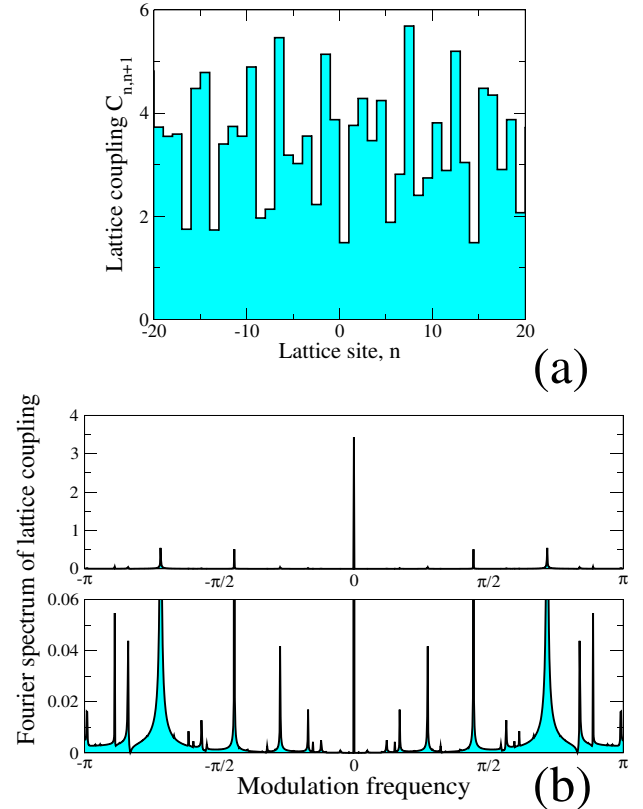 6
4
2
0
Lattice coupling C_{n,n+1}
-20
-10
0
10
20
Lattice site, n
(a)
Fourier spectrum of lattice coupling
4
3
2
1
0
-π
-π/2
0
π/2
π
0.06
0.04
0.02
0
-π
-π/2
0
π/2
π
Modulation frequency
(b)